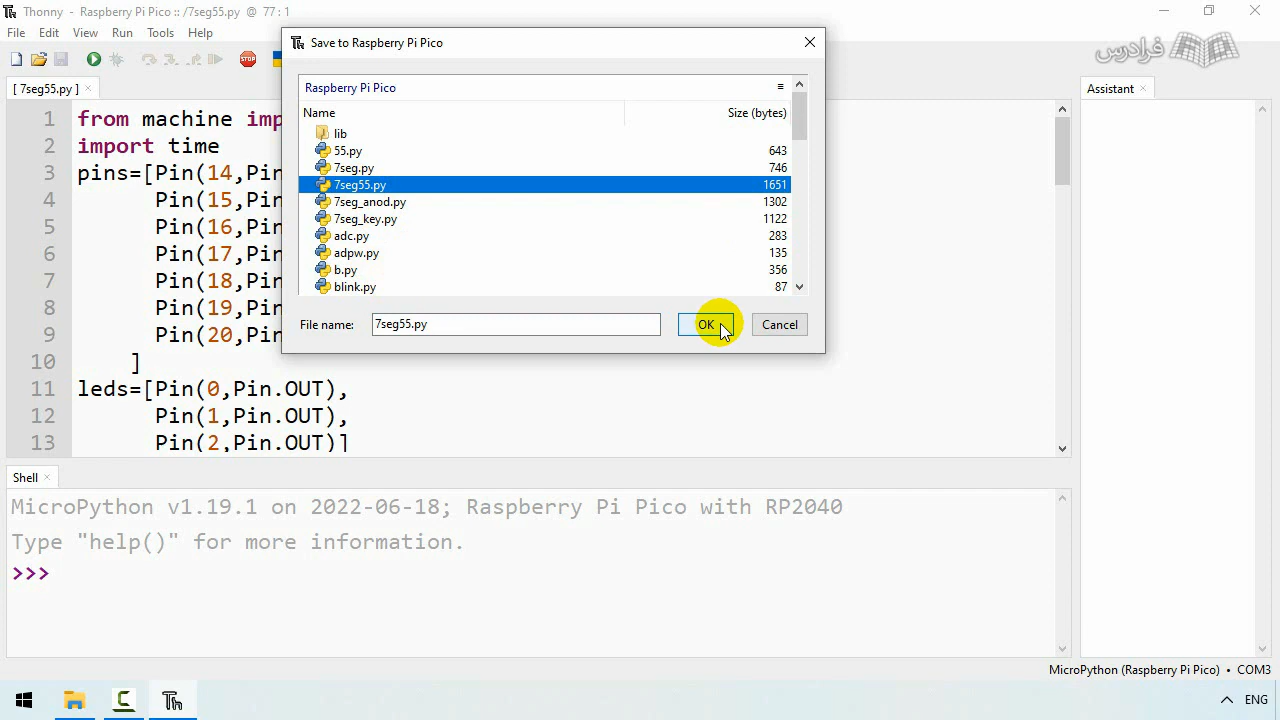 Thonny - Raspberry Pi Pico :: /7seg55.py @ 77 : 1
File Edit View Run Tools Help
فرادرس
[ 7seg55.py ]
Save to Raspberry Pi Pico
Raspberry Pi Pico
Name Size (bytes)
lib
55.py 643
7seg.py 746
7seg55.py 1651
7seg_anod.py 1302
7seg_key.py 1122
adc.py 283
adpw.py 135
b.py 356
blink.py 87
File name: 7seg55.py OK Cancel
Assistant
1 from machine imp
2 import time
3 pins=[Pin(14,Pin
4 Pin(15,Pin
5 Pin(16,Pin
6 Pin(17,Pin
7 Pin(18,Pin
8 Pin(19,Pin
9 Pin(20,Pin
10 ]
11 leds=[Pin(0,Pin.OUT),
12 Pin(1,Pin.OUT),
13 Pin(2,Pin.OUT)]
Shell
MicroPython v1.19.1 on 2022-06-18; Raspberry Pi Pico with RP2040
Type "help()" for more information.
>>>
MicroPython (Raspberry Pi Pico) • COM3
ENG